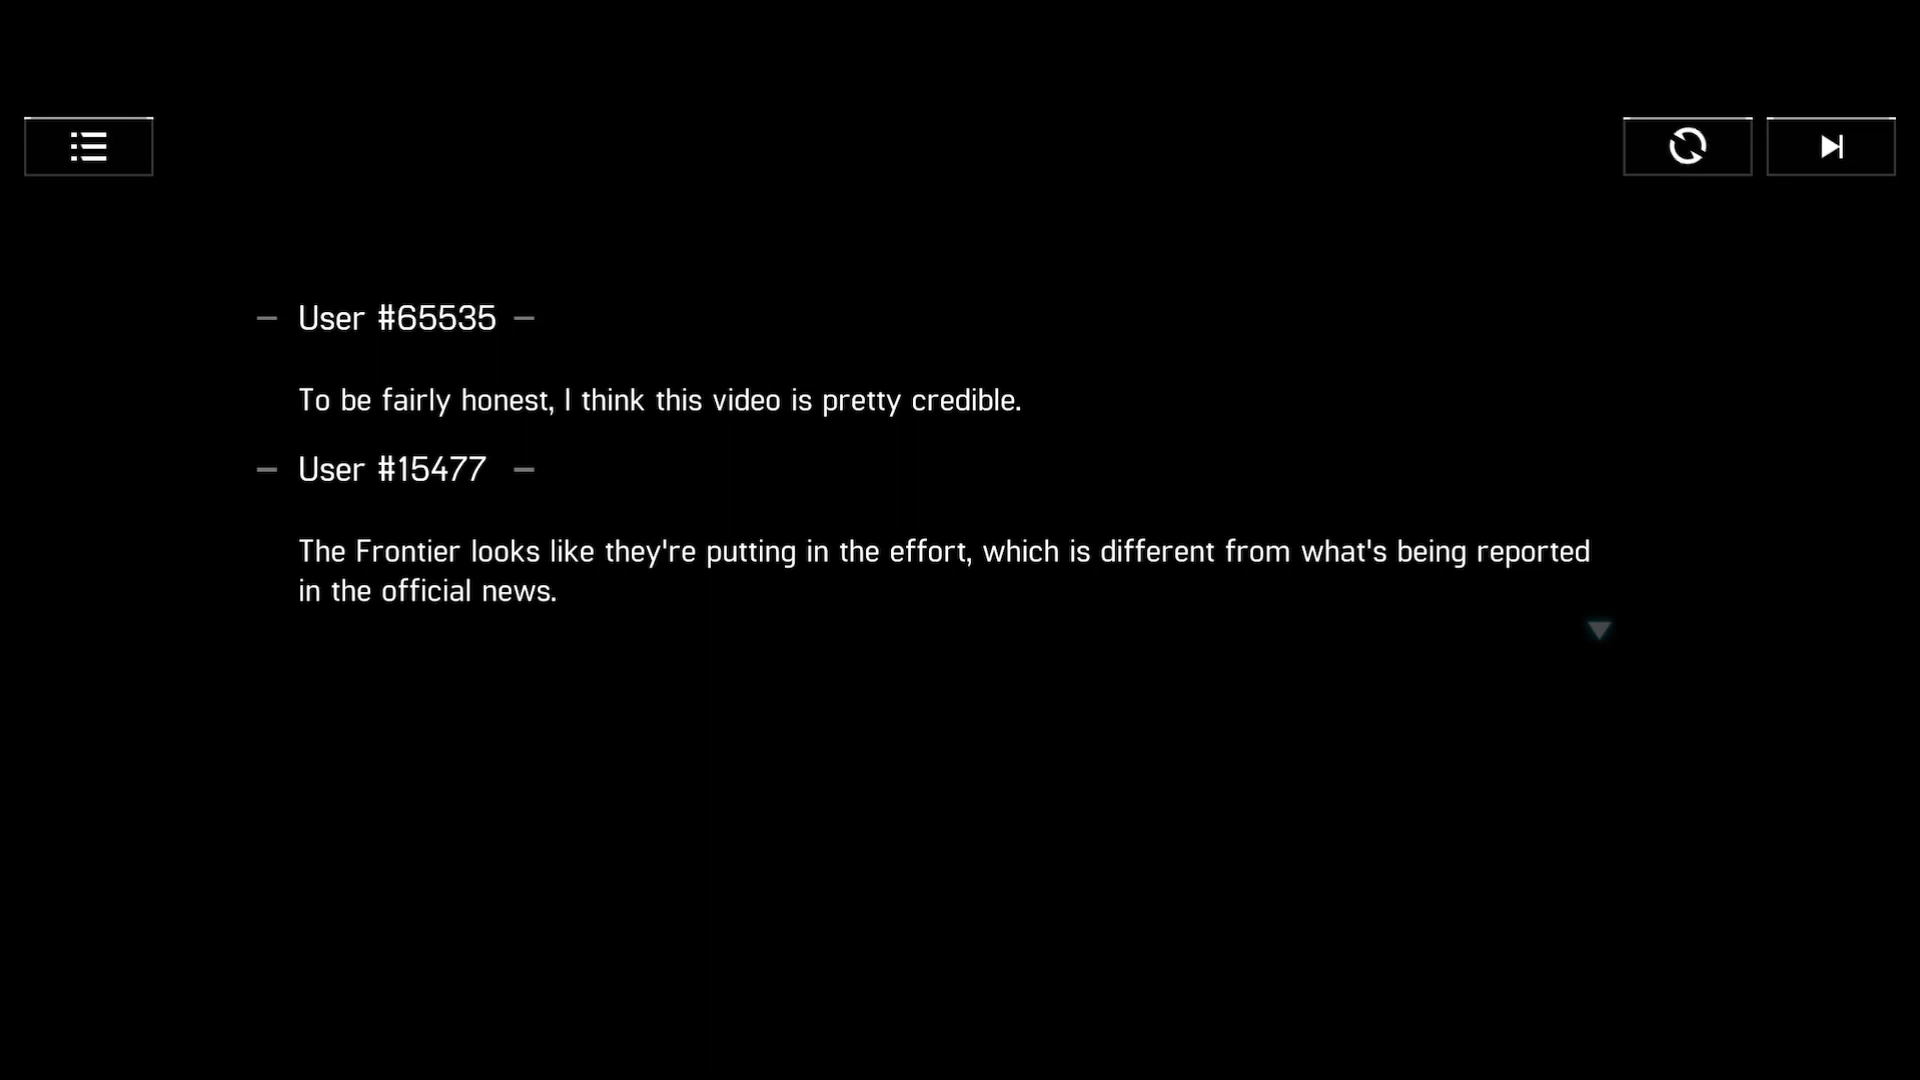 — User #65535 —
To be fairly honest, I think this video is pretty credible.
— User #15477 —
The Frontier looks like they're putting in the effort, which is different from what's being reported
in the official news.